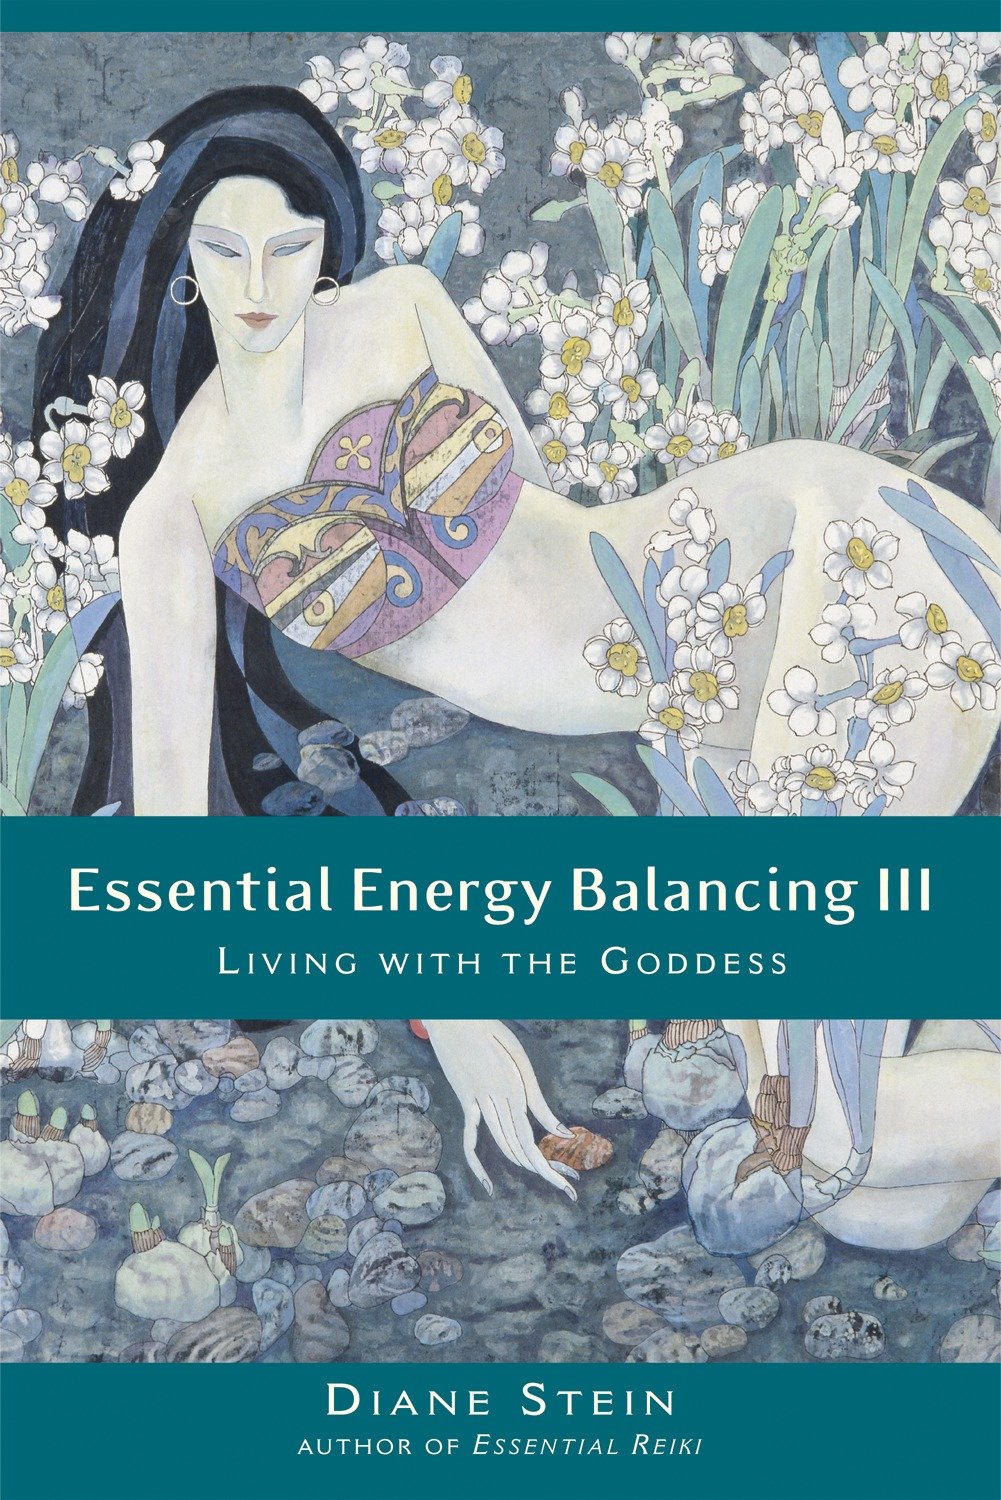 Essential Energy Balancing III
Living with the Goddess
Diane Stein
author of Essential Reiki